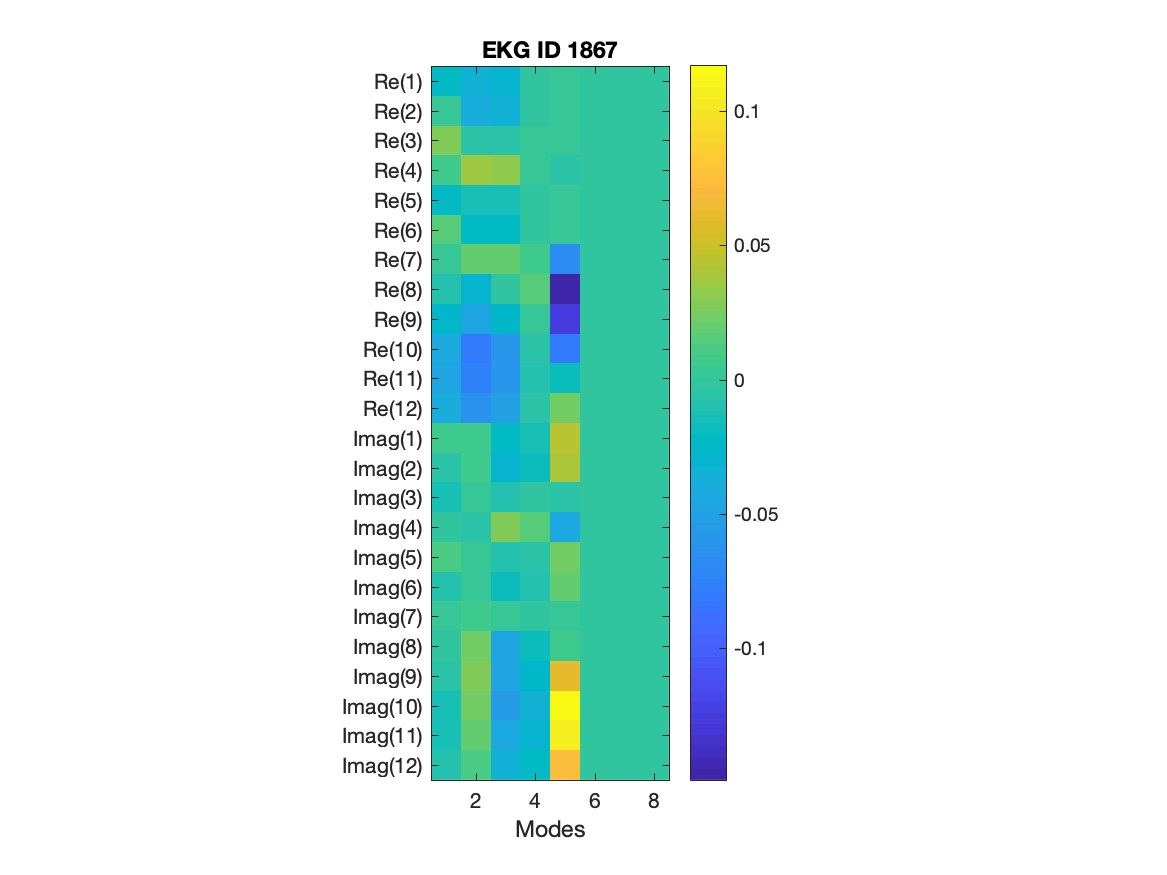 EKG ID 1867
Re(1)
Re(2)
Re(3)
Re(4)
Re(5)
Re(6)
Re(7)
Re(8)
Re(9)
Re(10)
Re(11)
Re(12)
Imag(1)
Imag(2)
Imag(3)
Imag(4)
Imag(5)
Imag(6)
Imag(7)
Imag(8)
Imag(9)
Imag(10)
Imag(11)
Imag(12)
2 4 6 8
Modes
0.1
0.05
0
-0.05
-0.1